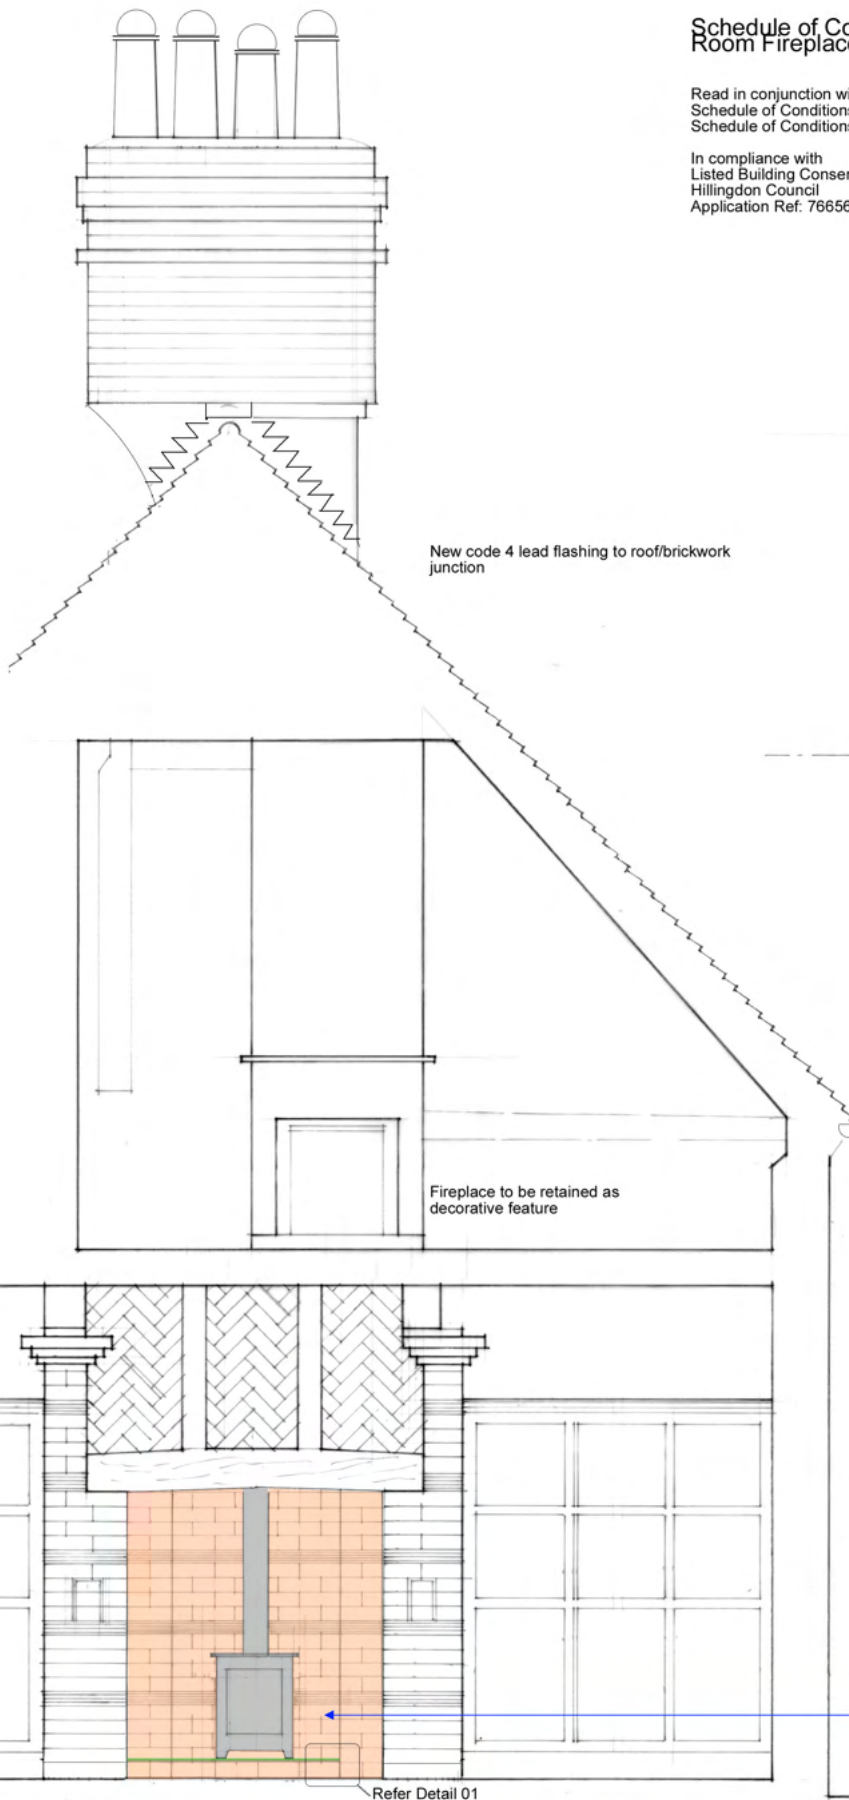 Schedule of Co
Room Fireplace
Read in conjunction wi
Schedule of Conditions
Schedule of Conditions
In compliance with
Listed Building Conser
Hillingdon Council
Application Ref: 76656
New code 4 lead flashing to roof/brickwork
junction
Fireplace to be retained as
decorative feature
Refer Detail 01